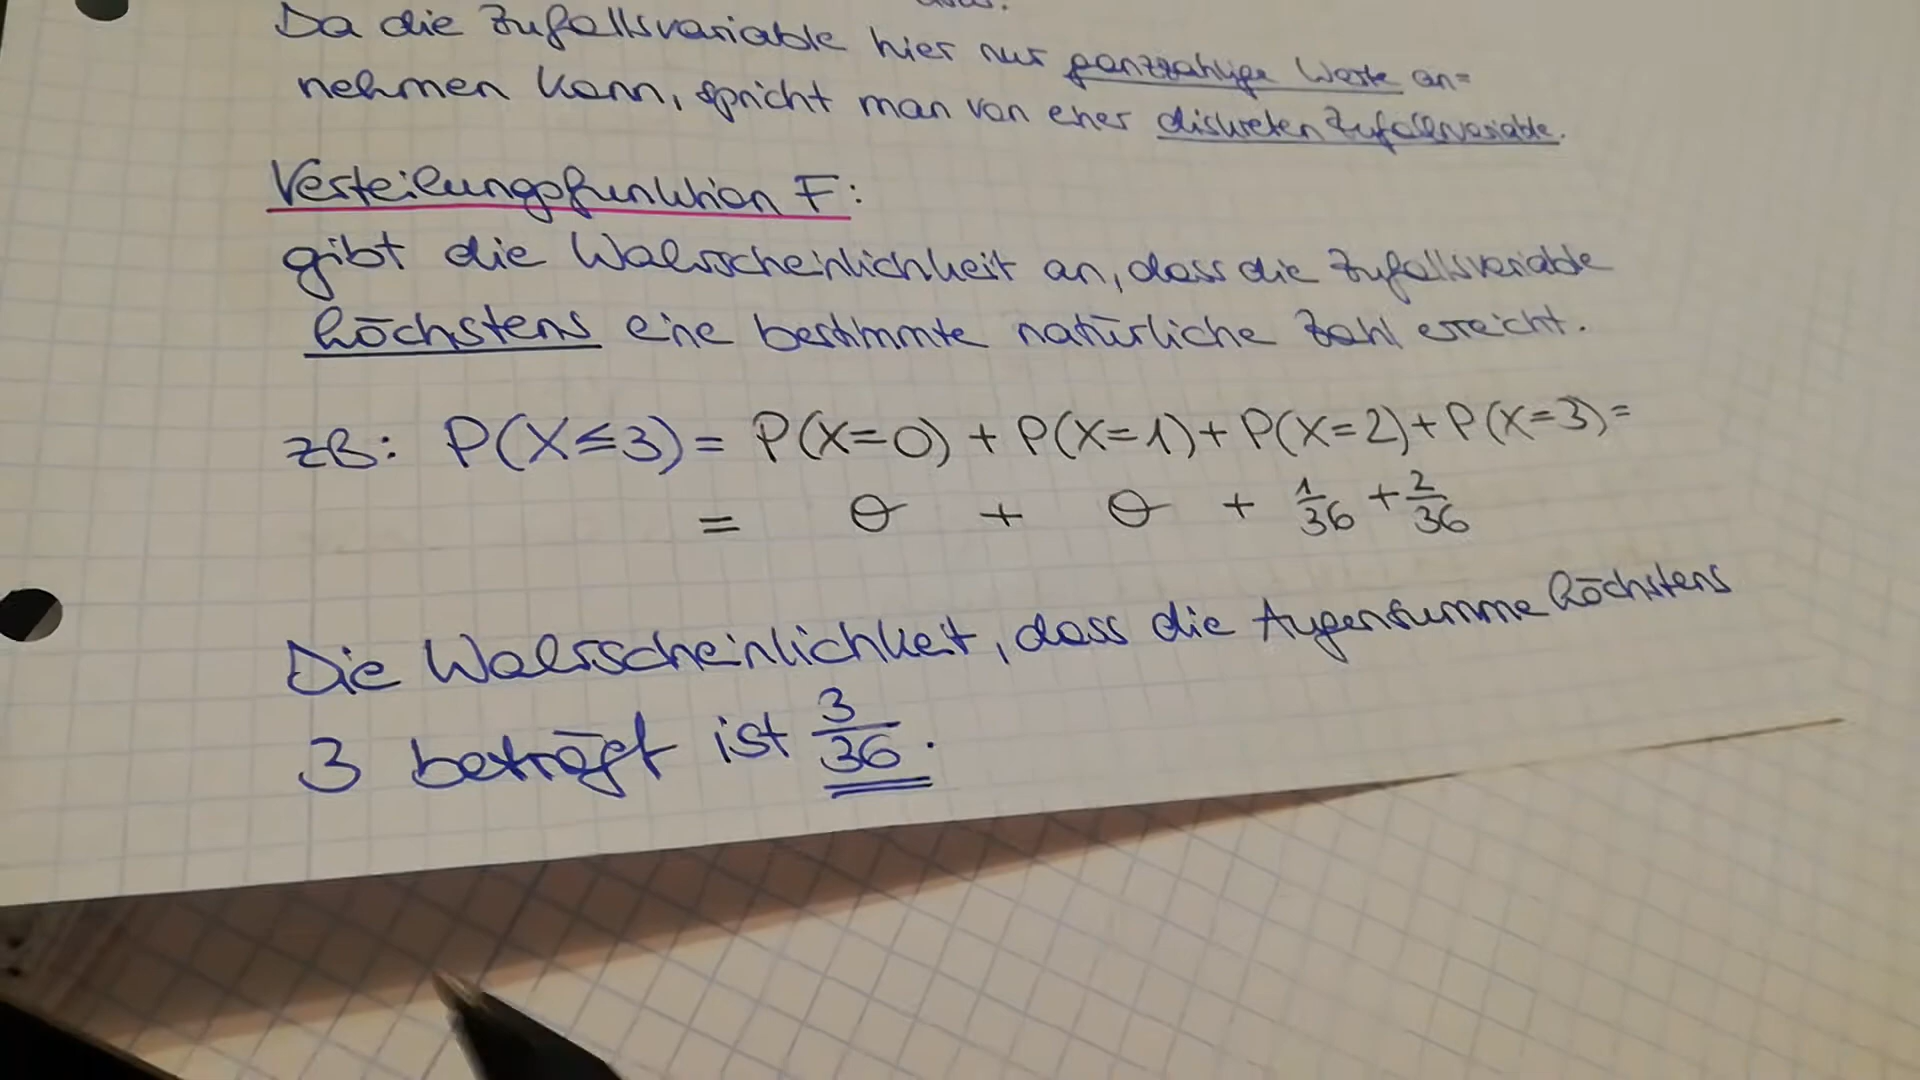 Da die Zufallsvariable hier nur ganzzahlige Werte an=
nehmen kann, spricht man von einer diskreten Zufallsvariable.
Verteilungsfunktion F:
gibt die Wahrscheinlichkeit an, dass die Zufallsvariable
höchstens eine bestimmte natürliche Zahl erreicht.
zB: P(X≤3) = P(X=0) + P(X=1) + P(X=2) + P(X=3) =
= 0 + 0 + 1/36 + 2/36
Die Wahrscheinlichkeit, dass die Augensumme höchstens
3 beträgt ist 3/36.